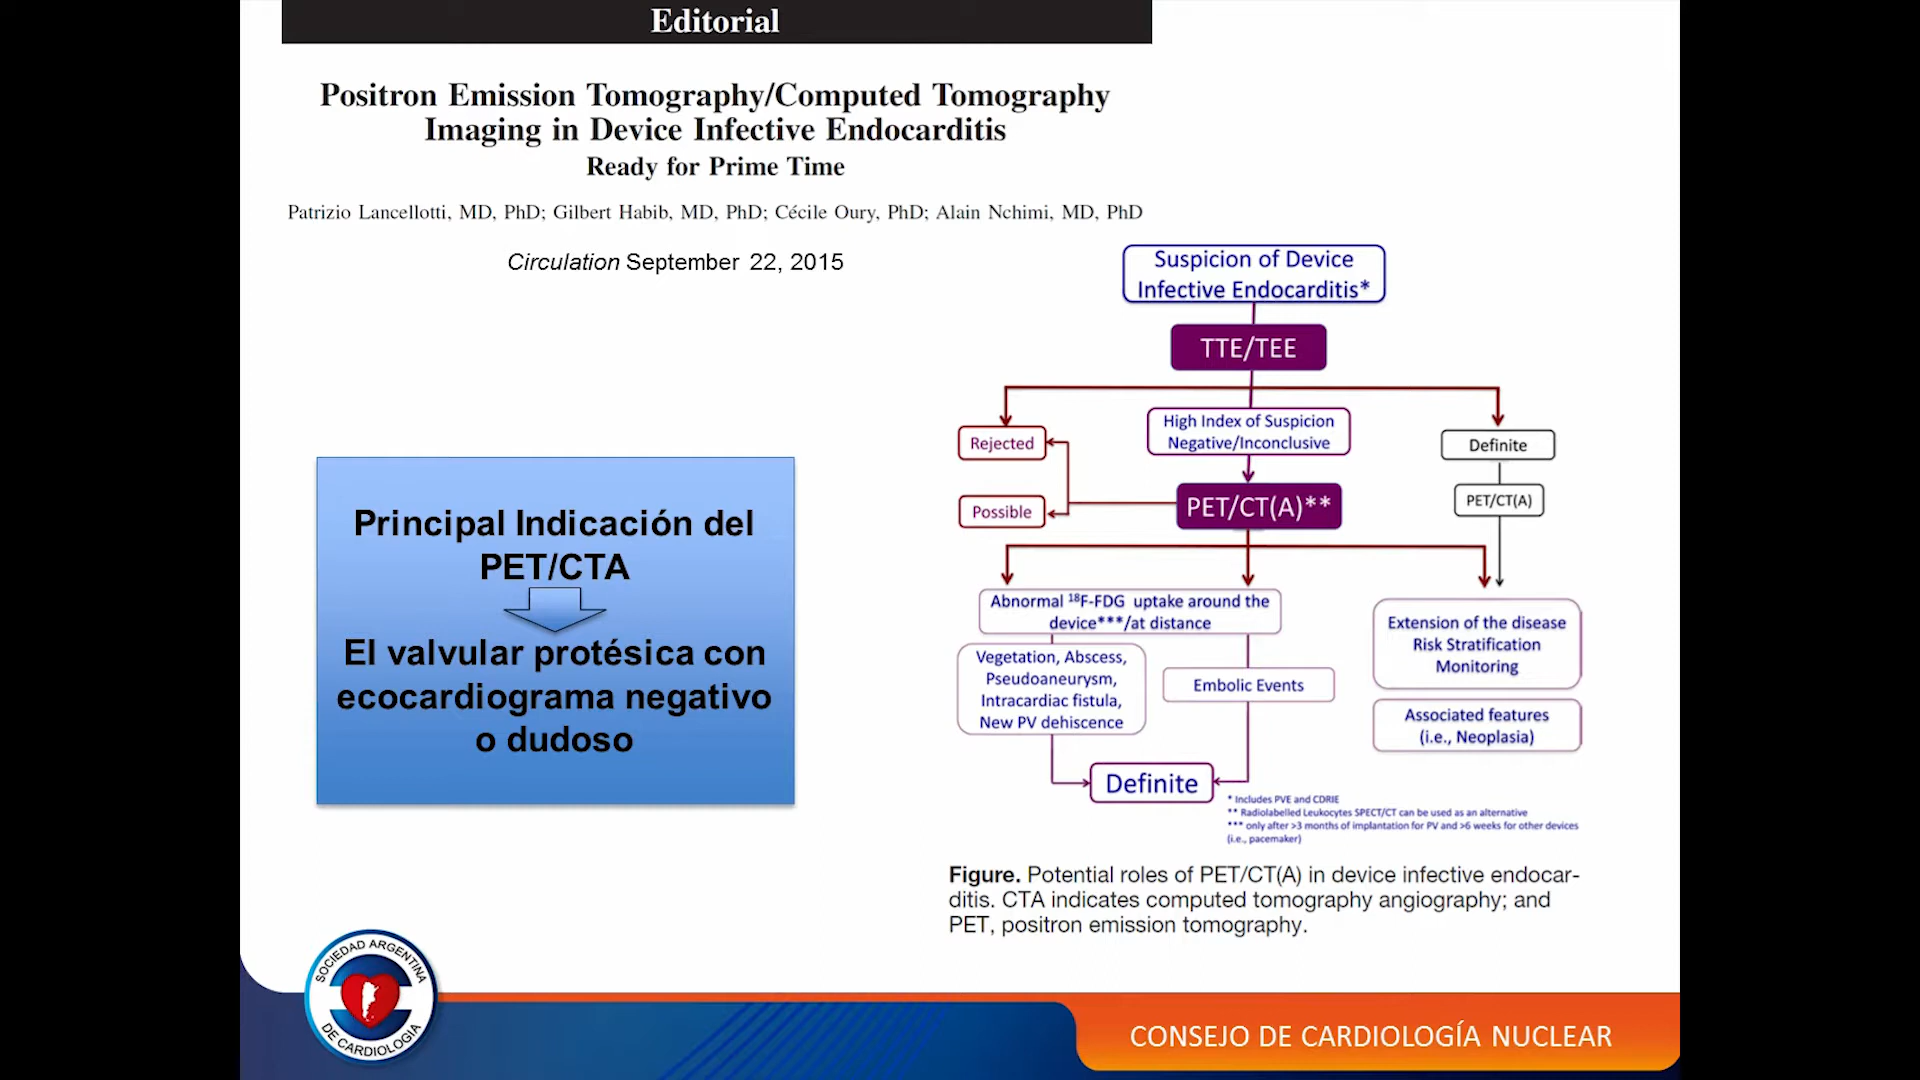 Editorial
Positron Emission Tomography/Computed Tomography
Imaging in Device Infective Endocarditis
Ready for Prime Time
Patrizio Lancellotti, MD, PhD; Gilbert Habib, MD, PhD; Cécile Oury, PhD; Alain Nchimi, MD, PhD
Circulation September 22, 2015
Principal Indicación del
PET/CTA
El valvular protésica con
ecocardiograma negativo
o dudoso
Suspicion of Device
Infective Endocarditis*
TTE/TEE
Rejected
High Index of Suspicion
Negative/Inconclusive
Definite
Possible
PET/CT(A)**
PET/CT(A)
Abnormal ¹⁸F-FDG uptake around the
device***/at distance
Vegetation, Abscess,
Pseudoaneurysm,
Intracardiac fistula,
New PV dehiscence
Embolic Events
Extension of the disease
Risk Stratification
Monitoring
Associated features
(i.e., Neoplasia)
Definite
* Includes PVE and CDRIE
** Radiolabelled Leukocytes SPECT/CT can be used as an alternative
*** only after >3 months of implantation for PV and >6 weeks for other devices
(i.e., pacemaker)
Figure. Potential roles of PET/CT(A) in device infective endocar-
ditis. CTA indicates computed tomography angiography; and
PET, positron emission tomography.
SOCIEDAD ARGENTINA
DE CARDIOLOGIA
CONSEJO DE CARDIOLOGÍA NUCLEAR